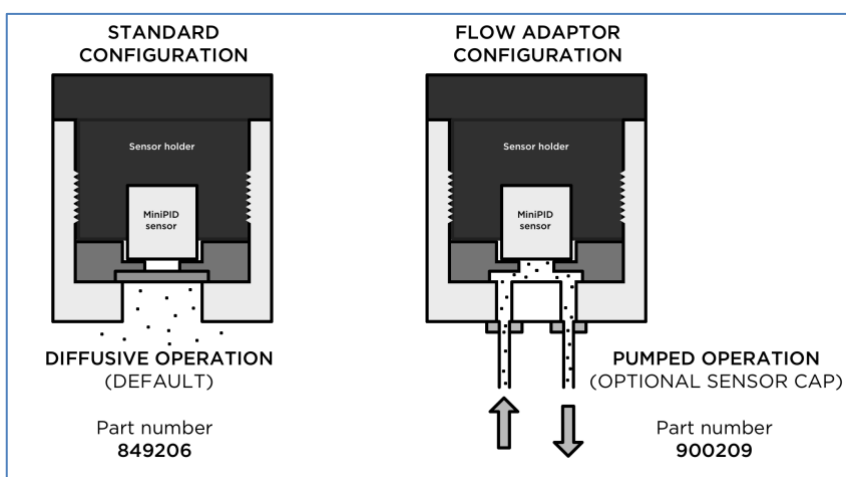 STANDARD
CONFIGURATION
Sensor holder
MiniPID
sensor
DIFFUSIVE OPERATION
(DEFAULT)
Part number
849206
FLOW ADAPTOR
CONFIGURATION
Sensor holder
MiniPID
sensor
PUMPED OPERATION
(OPTIONAL SENSOR CAP)
Part number
900209